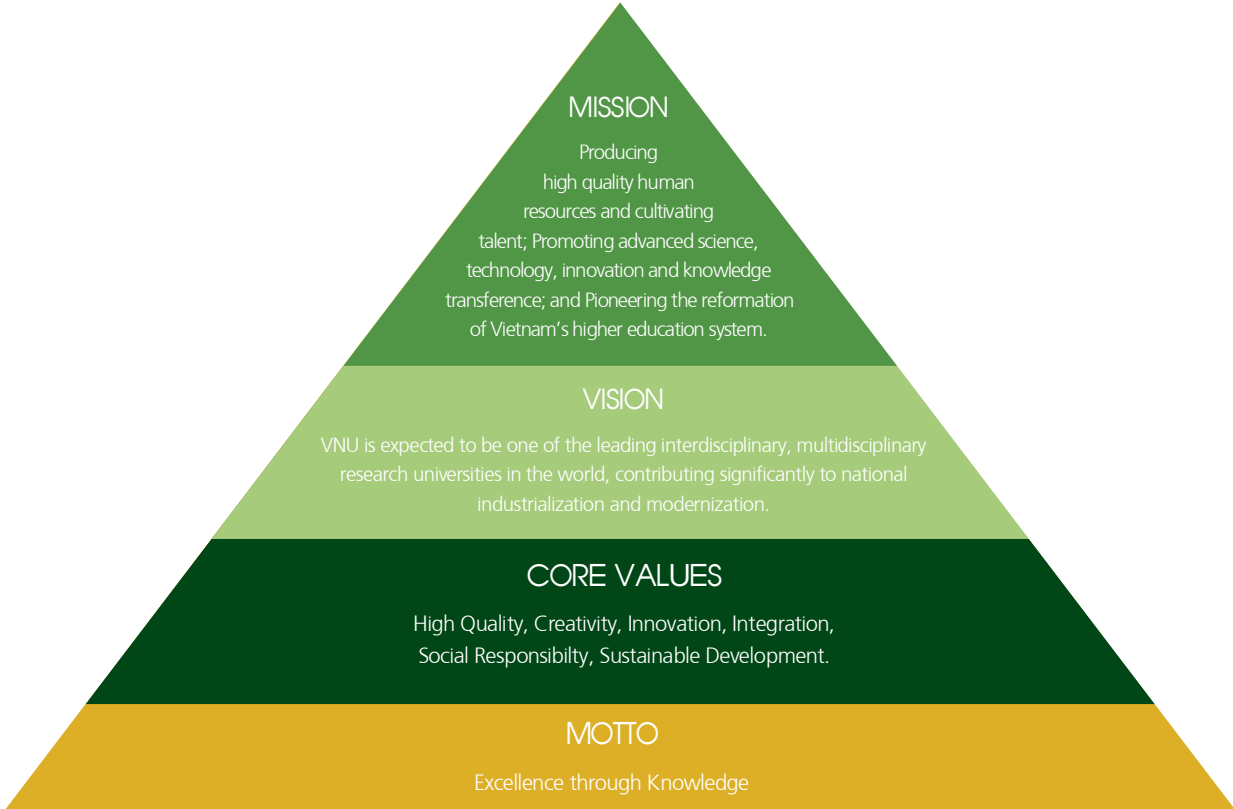 MISSION
Producing
high quality human
resources and cultivating
talent; Promoting advanced science,
technology, innovation and knowledge
transference; and Pioneering the reformation
of Vietnam’s higher education system.
VISION
VNU is expected to be one of the leading interdisciplinary, multidisciplinary
research universities in the world, contributing significantly to national
industrialization and modernization.
CORE VALUES
High Quality, Creativity, Innovation, Integration,
Social Responsibilty, Sustainable Development.
MOTTO
Excellence through Knowledge